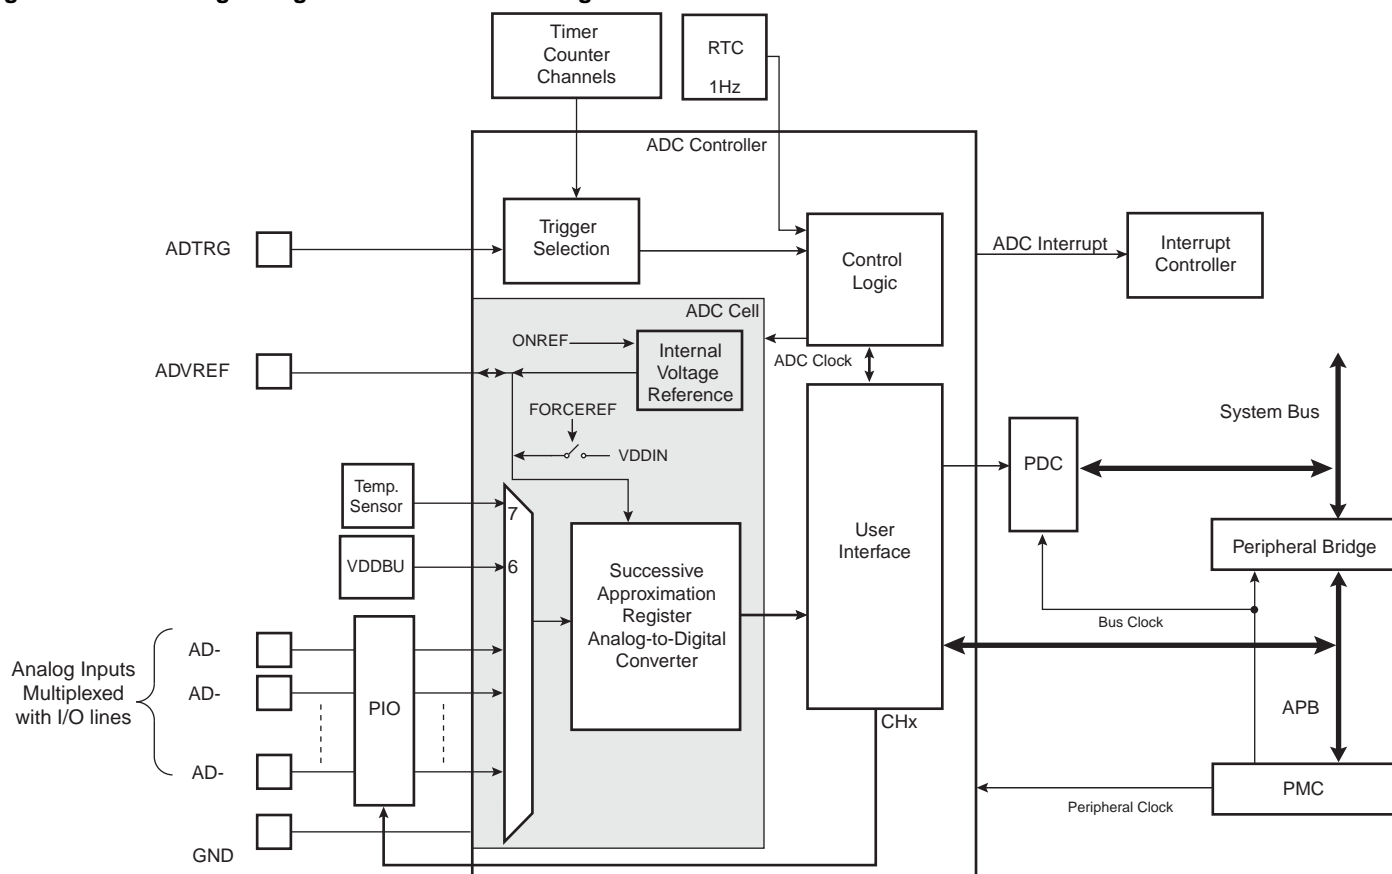 Timer
Counter
Channels
RTC
1Hz
ADC Controller
ADTRG
Trigger
Selection
Control
Logic
ADC Interrupt
Interrupt
Controller
ADC Cell
ONREF
Internal
Voltage
Reference
ADC Clock
ADVREF
FORCEREF
VDDIN
System Bus
PDC
Temp.
Sensor
7
User
Interface
Peripheral Bridge
VDDBU
6
Successive
Approximation
Register
Analog-to-Digital
Converter
Bus Clock
Analog Inputs
Multiplexed
with I/O lines
AD-
AD-
AD-
PIO
CHx
APB
PMC
Peripheral Clock
GND